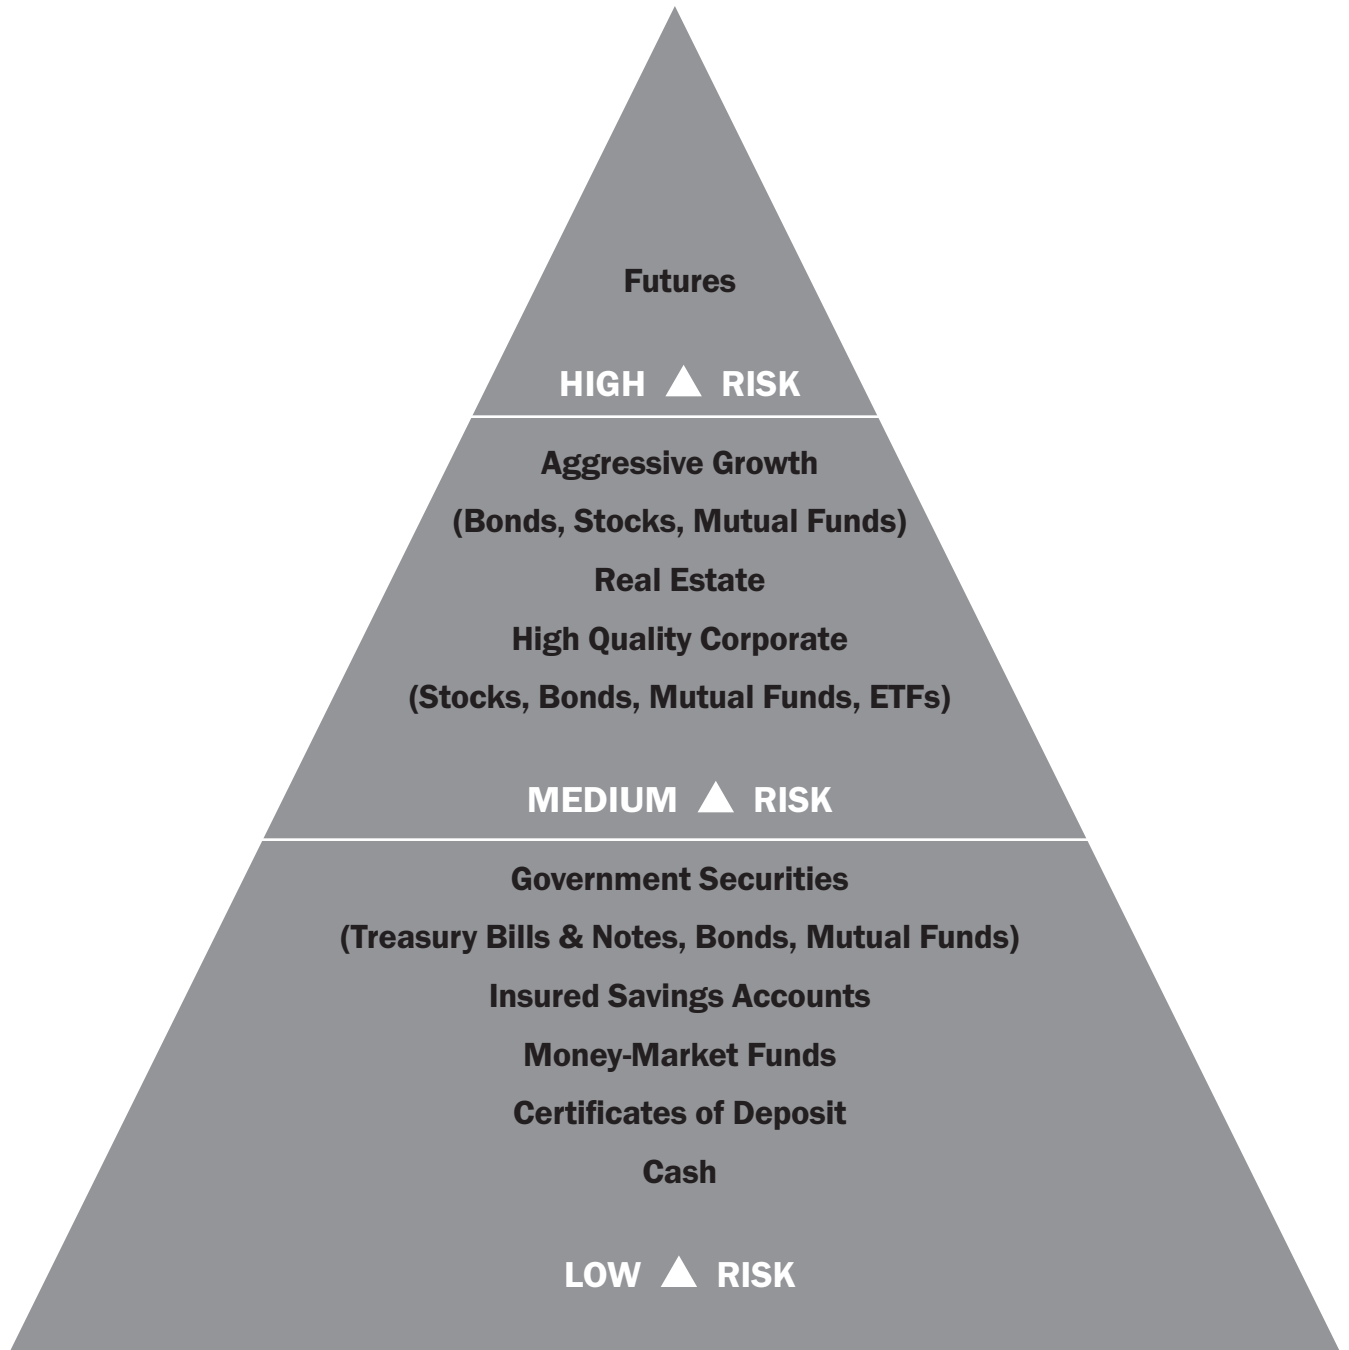 Futures
HIGH ▲ RISK
Aggressive Growth
(Bonds, Stocks, Mutual Funds)
Real Estate
High Quality Corporate
(Stocks, Bonds, Mutual Funds, ETFs)
MEDIUM ▲ RISK
Government Securities
(Treasury Bills & Notes, Bonds, Mutual Funds)
Insured Savings Accounts
Money-Market Funds
Certificates of Deposit
Cash
LOW ▲ RISK